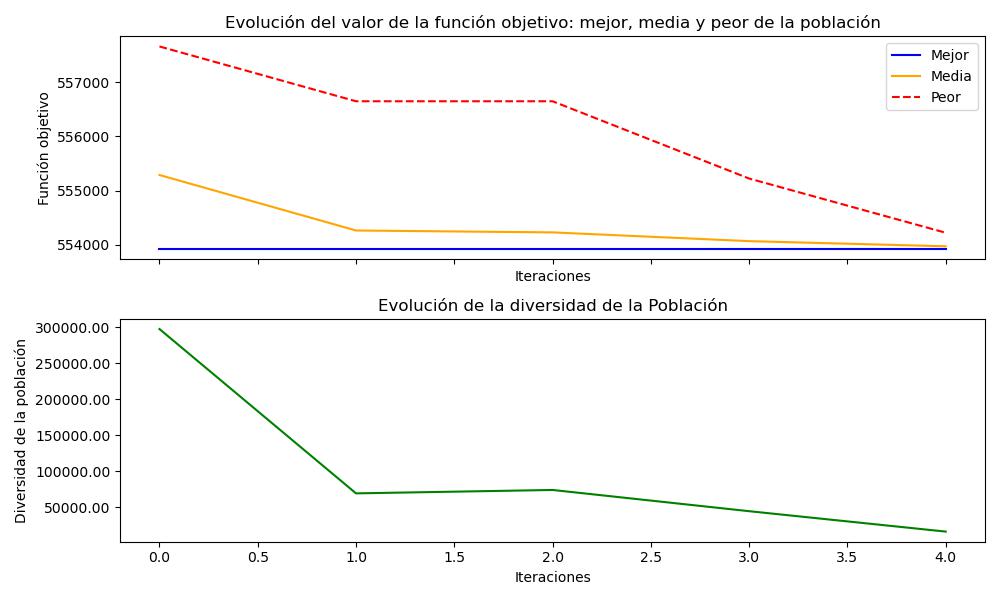 Evolución del valor de la función objetivo: mejor, media y peor de la población
Función objetivo
557000
556000
555000
554000
Mejor
Media
Peor
Iteraciones
Evolución de la diversidad de la Población
Diversidad de la población
300000.00
250000.00
200000.00
150000.00
100000.00
50000.00
0.0 0.5 1.0 1.5 2.0 2.5 3.0 3.5 4.0
Iteraciones